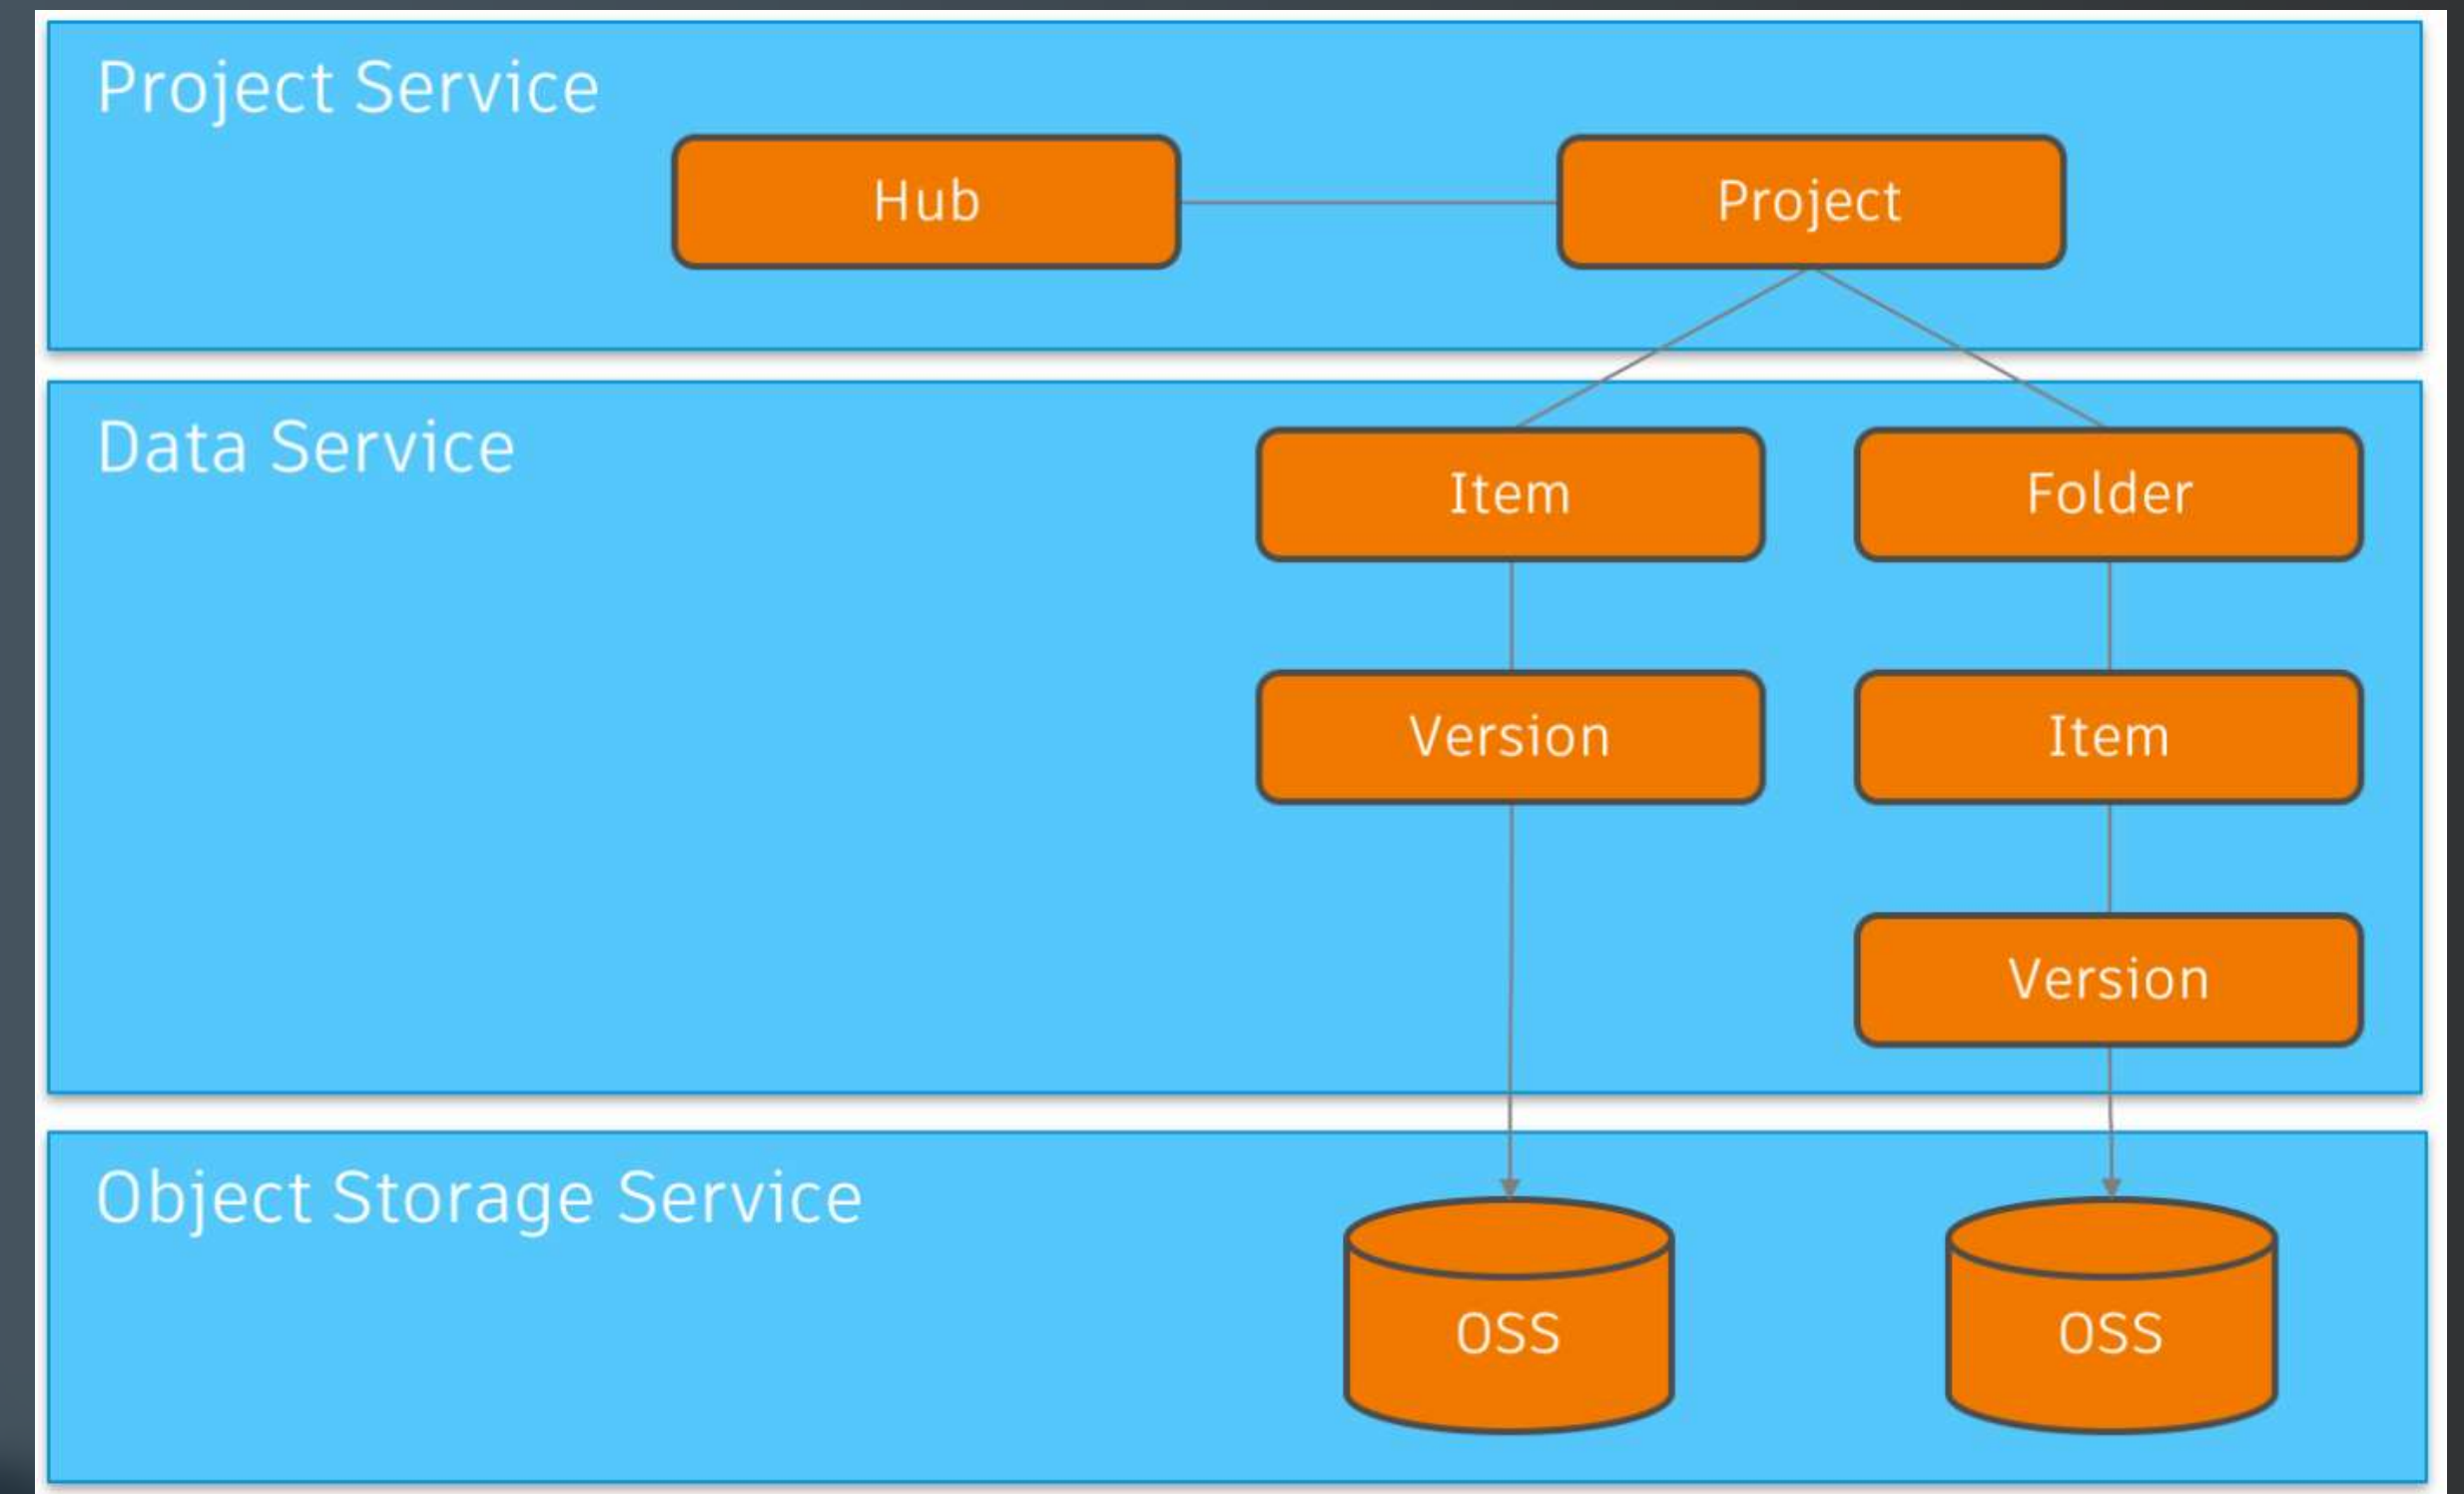 Project Service
Hub
Project
Data Service
Item
Folder
Version
Item
Version
Object Storage Service
OSS
OSS